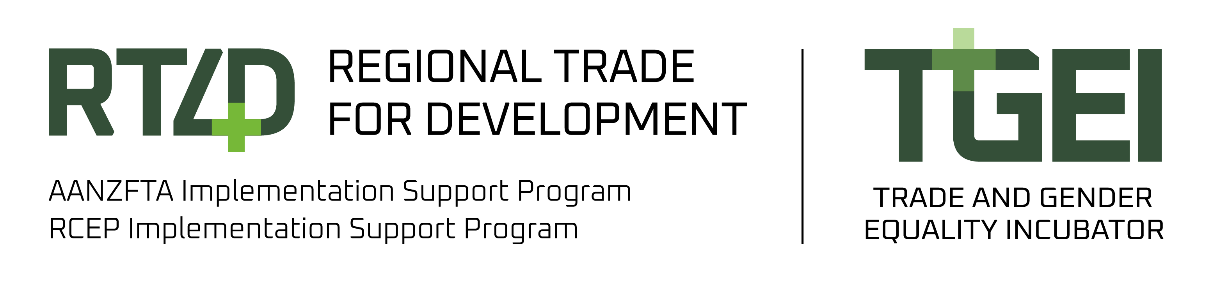 RT4D
REGIONAL TRADE
FOR DEVELOPMENT
AANZFTA Implementation Support Program
RCEP Implementation Support Program
TGEI
TRADE AND GENDER
EQUALITY INCUBATOR